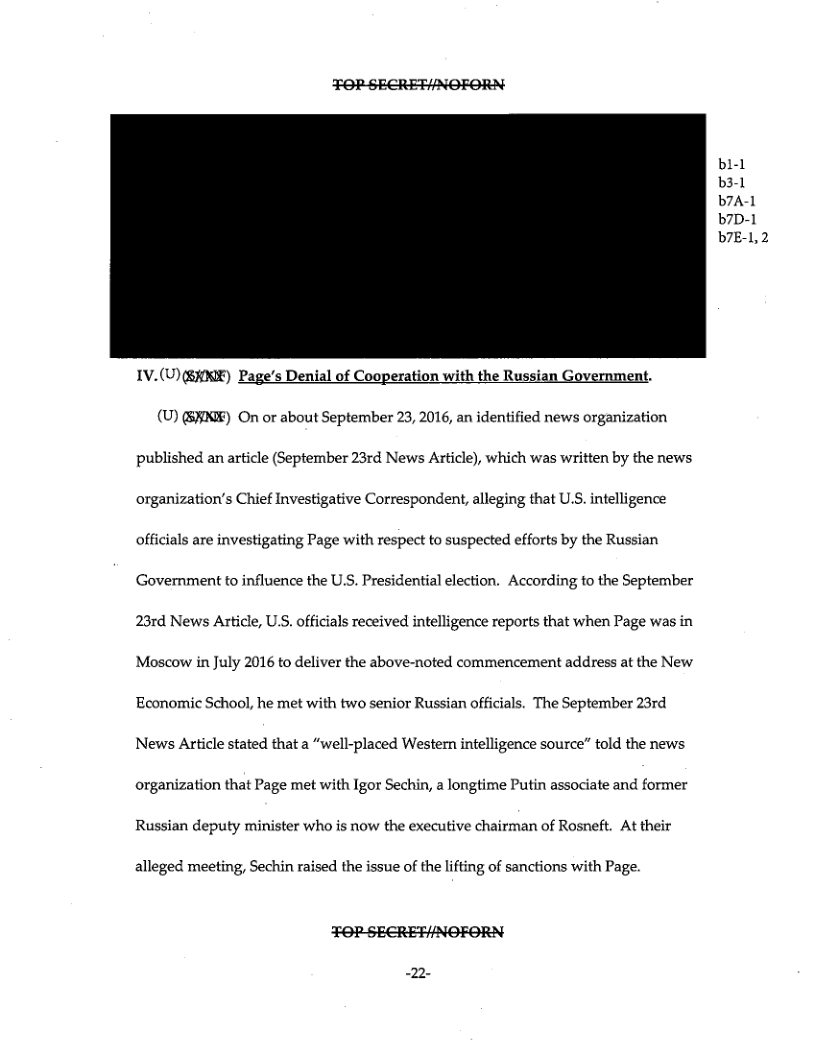 TOP SECRET//NOFORN
b1-1
b3-1
b7A-1
b7D-1
b7E-1, 2
IV. (U) (S//NF) Page's Denial of Cooperation with the Russian Government.
(U) (S//NF) On or about September 23, 2016, an identified news organization
published an article (September 23rd News Article), which was written by the news
organization's Chief Investigative Correspondent, alleging that U.S. intelligence
officials are investigating Page with respect to suspected efforts by the Russian
Government to influence the U.S. Presidential election. According to the September
23rd News Article, U.S. officials received intelligence reports that when Page was in
Moscow in July 2016 to deliver the above-noted commencement address at the New
Economic School, he met with two senior Russian officials. The September 23rd
News Article stated that a "well-placed Western intelligence source" told the news
organization that Page met with Igor Sechin, a longtime Putin associate and former
Russian deputy minister who is now the executive chairman of Rosneft. At their
alleged meeting, Sechin raised the issue of the lifting of sanctions with Page.
TOP SECRET//NOFORN
-22-